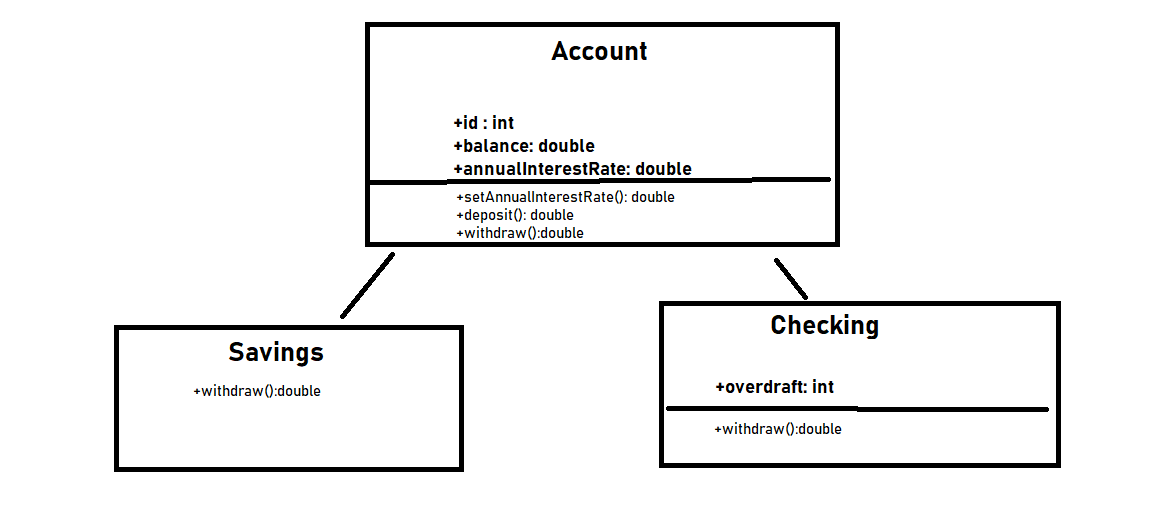 Account
+id : int
+balance: double
+annualInterestRate: double
+setAnnualInterestRate(): double
+deposit(): double
+withdraw():double
Savings
+withdraw():double
Checking
+overdraft: int
+withdraw():double